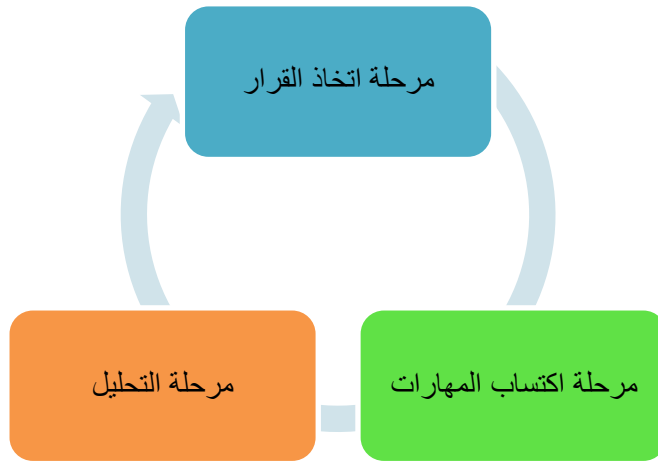 مرحلة اتخاذ القرار
مرحلة اكتساب المهارات
مرحلة التحليل